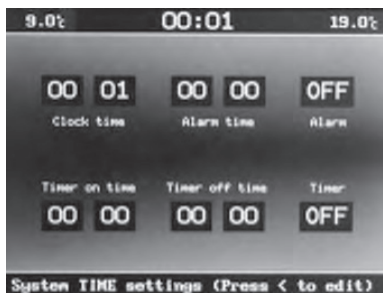 9.0℃ 00:01 19.0℃
00 01 00 00 OFF
Clock time Alarm time Alarm
Timer on time Timer off time Timer
00 00 00 00 OFF
System TIME settings (Press < to edit)